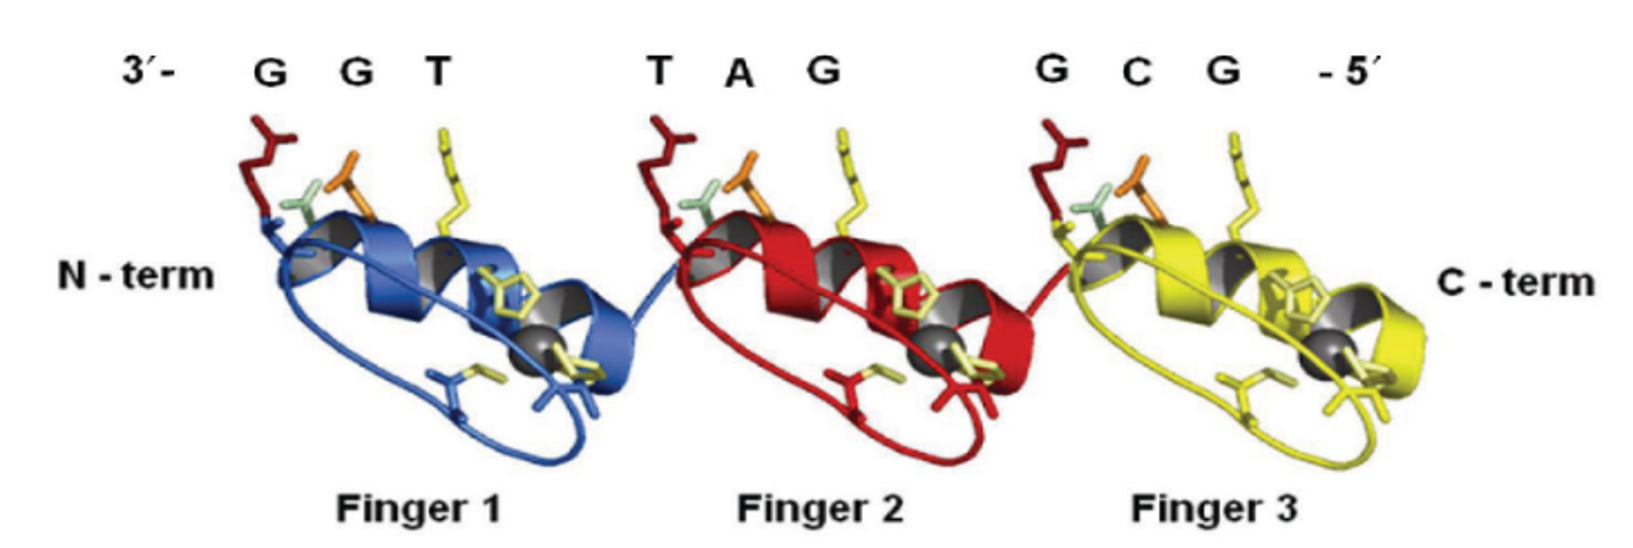 3´- G G T T A G G C G - 5´
N - term C - term
Finger 1 Finger 2 Finger 3